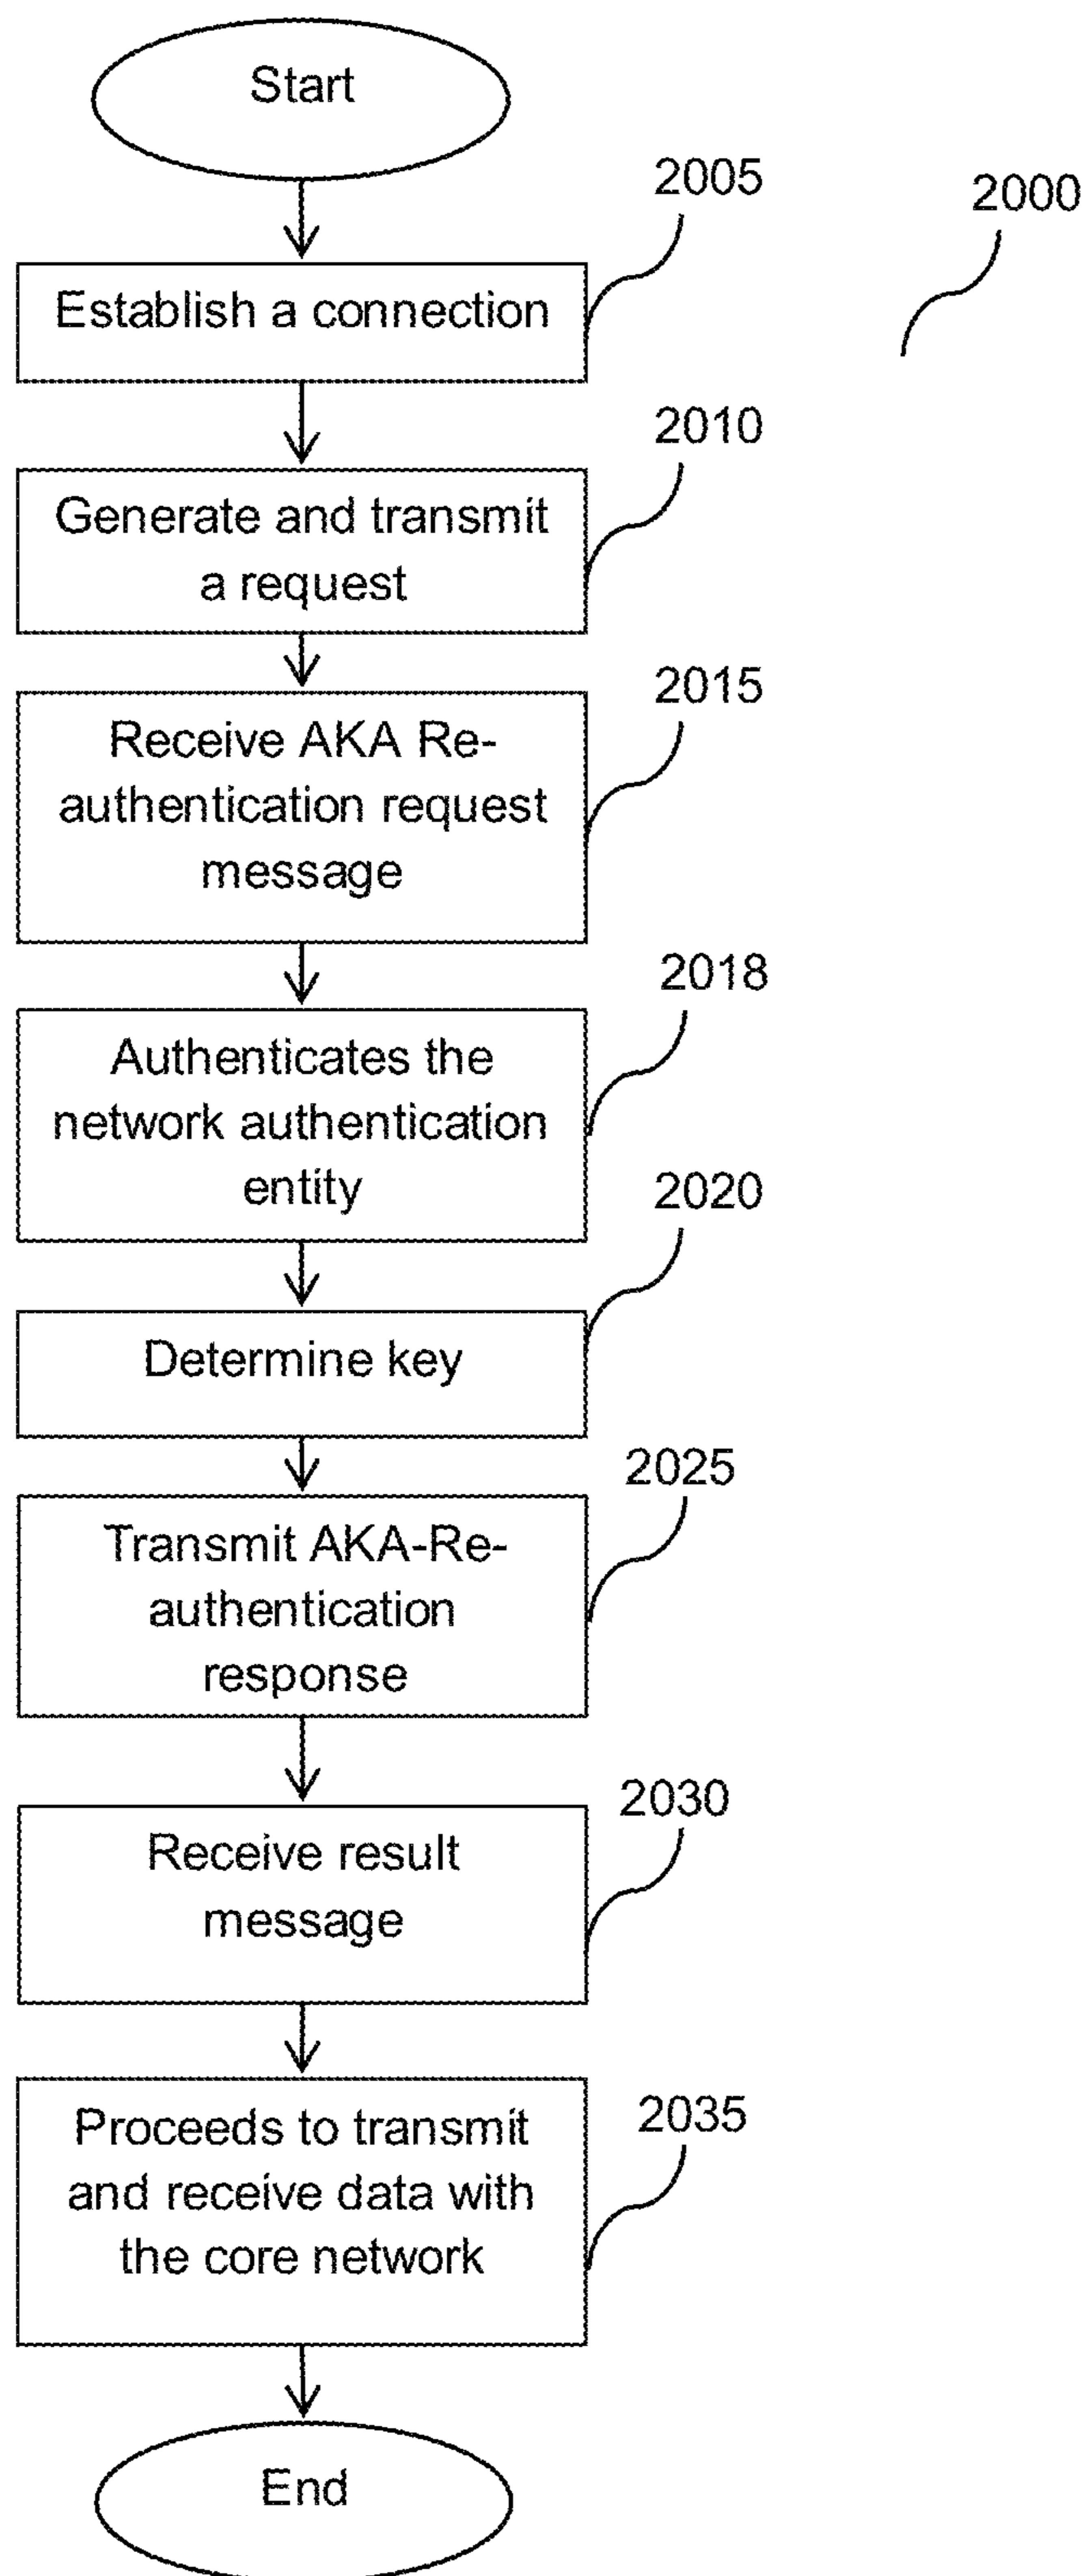 Start
2005
2000
Establish a connection
2010
Generate and transmit
a request
2015
Receive AKA Re-
authentication request
message
2018
Authenticates the
network authentication
entity
2020
Determine key
2025
Transmit AKA-Re-
authentication
response
2030
Receive result
message
2035
Proceeds to transmit
and receive data with
the core network
End